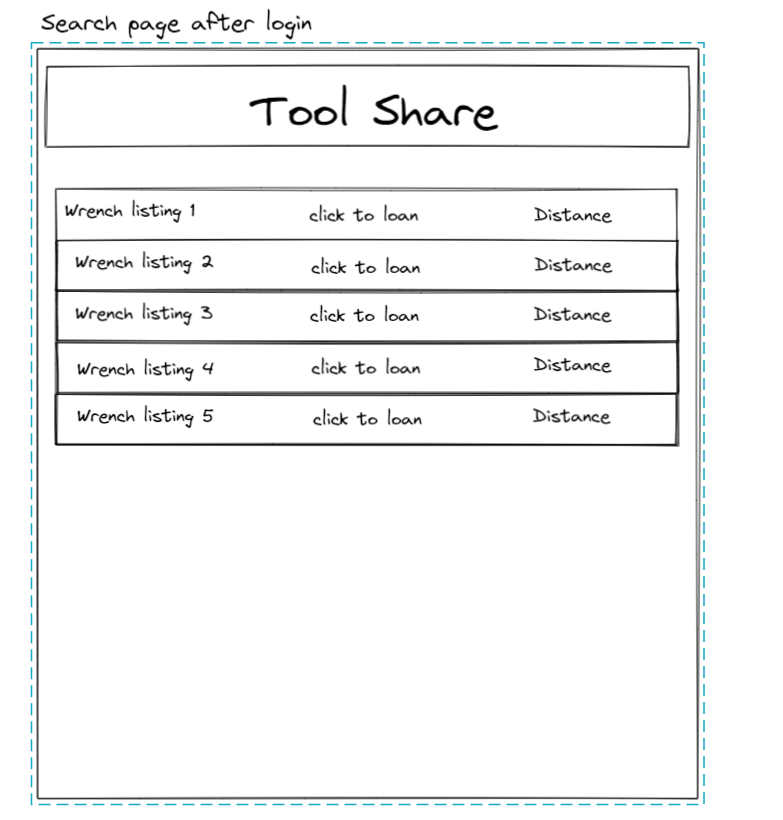 Search page after login
Tool Share
Wrench listing 1 click to loan Distance
Wrench listing 2 click to loan Distance
Wrench listing 3 click to loan Distance
Wrench listing 4 click to loan Distance
Wrench listing 5 click to loan Distance